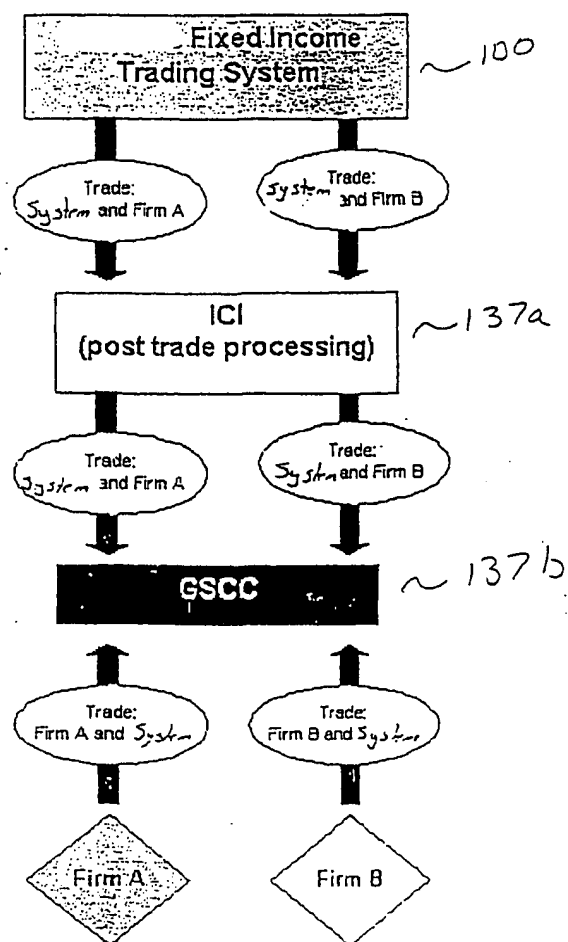 Fixed Income
Trading System
100
Trade:
System and Firm A
Trade:
System and Firm B
ICI
(post trade processing)
137a
Trade:
System and Firm A
Trade:
System and Firm B
GSCC
137b
Trade:
Firm A and System
Trade:
Firm B and System
Firm A
Firm B